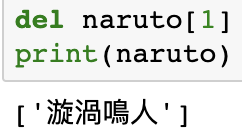 del naruto[1]
print(naruto)
['漩渦鳴人']